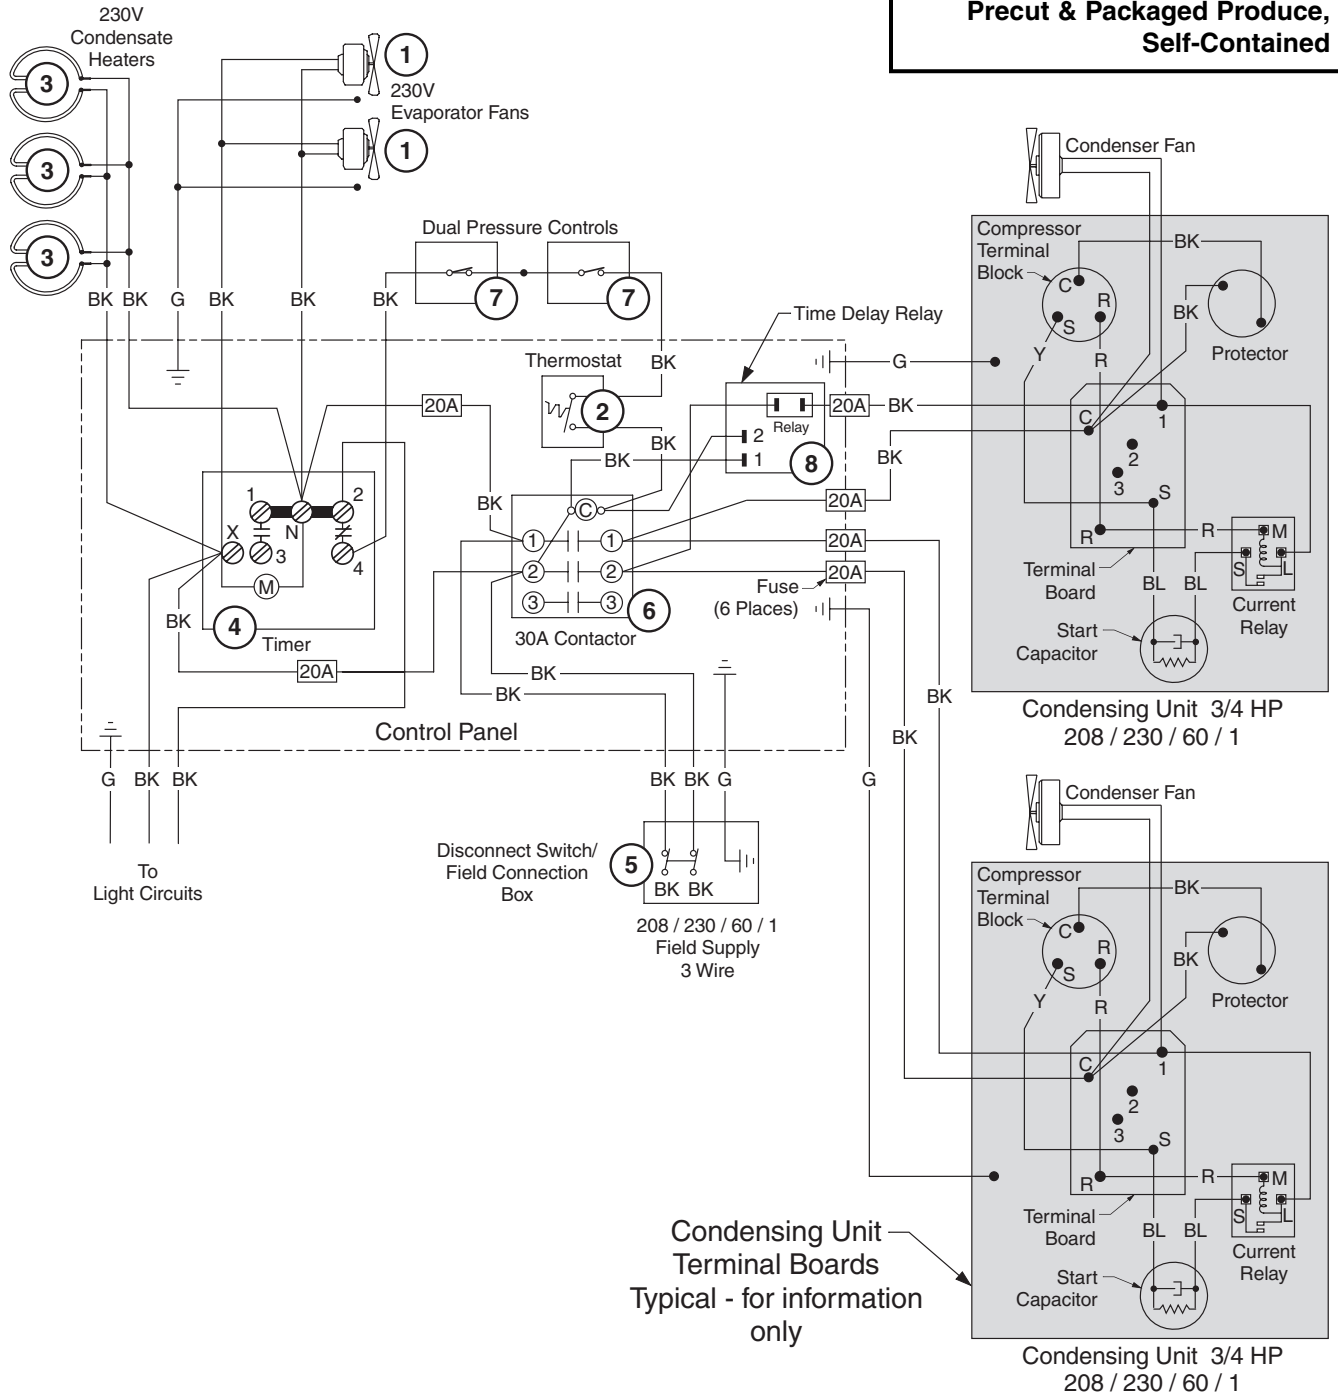 Precut & Packaged Produce,
Self-Contained
230V
Condensate
Heaters
3
3
3
1
230V
Evaporator Fans
1
Dual Pressure Controls
7
7
BK
BK
G
BK
BK
BK
BK
Time Delay Relay
Thermostat
2
BK
BK
20A
BK
Relay
2
1
8
20A
BK
G
BK
20A
20A
20A
Fuse
(6 Places)
C
1
1
2
2
3
3
6
30A Contactor
1
2
X
N
3
4
M
4
Timer
BK
20A
BK
BK
Control Panel
G
BK
BK
To
Light Circuits
BK
BK
G
Disconnect Switch/
Field Connection
Box
5
BK
BK
208 / 230 / 60 / 1
Field Supply
3 Wire
BK
BK
G
Condenser Fan
Compressor
Terminal
Block
C
R
S
BK
BK
Protector
Y
R
C
1
2
3
S
R
R
M
S
L
Terminal
Board
BL
BL
Current
Relay
Start
Capacitor
Condensing Unit 3/4 HP
208 / 230 / 60 / 1
Condenser Fan
Compressor
Terminal
Block
C
R
S
BK
BK
Protector
Y
R
C
1
2
3
S
R
R
M
S
L
Terminal
Board
BL
BL
Current
Relay
Start
Capacitor
Condensing Unit 3/4 HP
208 / 230 / 60 / 1
Condensing Unit
Terminal Boards
Typical - for information
only